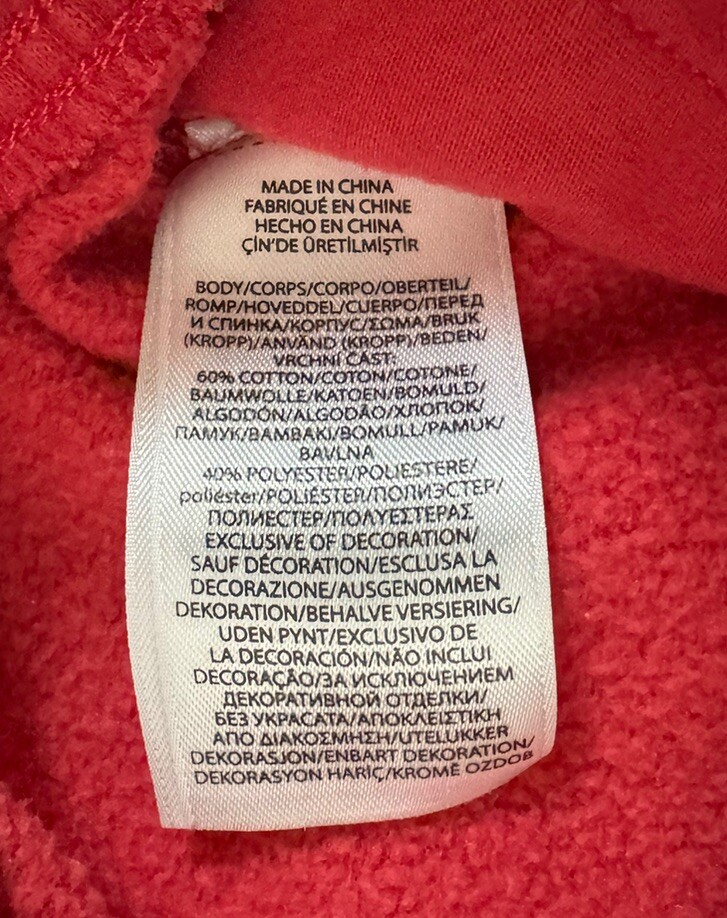 MADE IN CHINA
FABRIQUÉ EN CHINE
HECHO EN CHINA
ÇİN'DE ÜRETİLMİŞTİR
BODY/CORPS/CORPO/OBERTEIL/
ROMP/HOVEDDEL/CUERPO/ПЕРЕД
И СПИНКА/КОРПУС/ΣΩΜΑ/BRUK
(KROPP)/ANVÄND (KROPP)/BEDEN/
VRCHNÍ ČÁST:
60% COTTON/COTON/COTONE/
BAUMWOLLE/KATOEN/BOMULD/
ALGODÓN/ALGODÃO/ХЛОПОК/
ПАМУК/ΒΑΜΒΑΚΙ/BOMULL/PAMUK/
BAVLNA
40% POLYESTER/POLIESTERE/
poliéster/POLIÉSTER/ПОЛИЭСТЕР/
ПОЛИЕСТЕР/ΠΟΛΥΕΣΤΕΡΑΣ
EXCLUSIVE OF DECORATION/
SAUF DÉCORATION/ESCLUSA LA
DECORAZIONE/AUSGENOMMEN
DEKORATION/BEHALVE VERSIERING/
UDEN PYNT/EXCLUSIVO DE
LA DECORACIÓN/NÃO INCLUI
DECORAÇÃO/ЗА ИСКЛЮЧЕНИЕМ
ДЕКОРАТИВНОЙ ОТДЕЛКИ/
БЕЗ УКРАСАТА/ΑΠΟΚΛΕΙΣΤΙΚΗ
ΑΠΟ ΔΙΑΚΟΣΜΗΣΗ/UTELUKKER
DEKORASJON/ENBART DEKORATION/
DEKORASYON HARİÇ/KROMĚ OZDOB